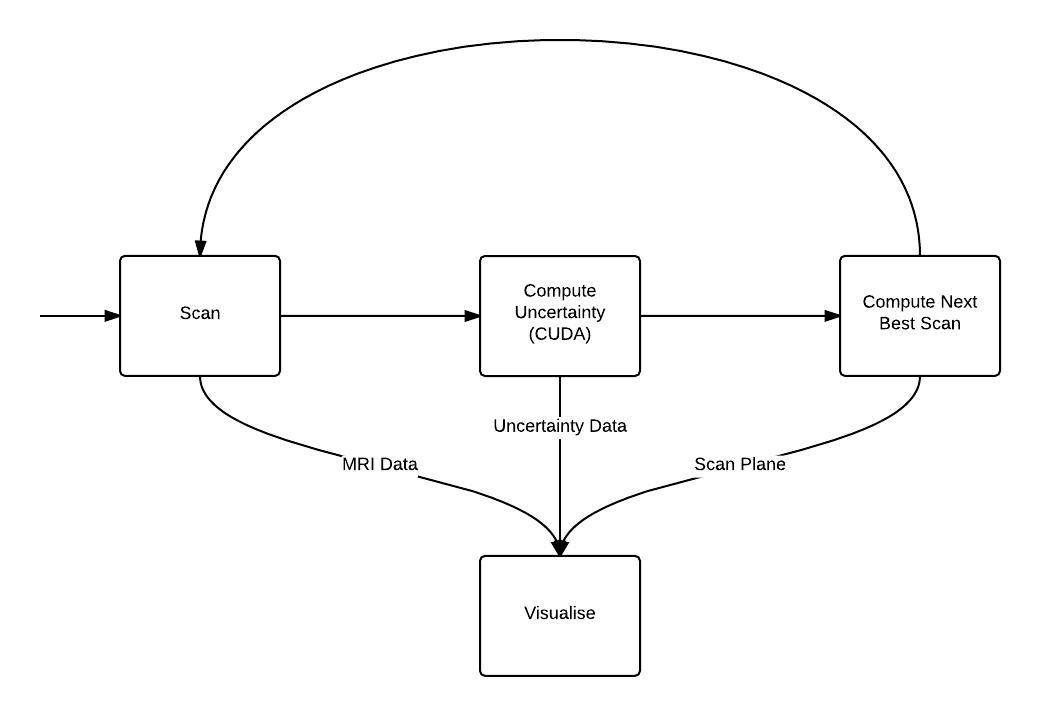 Scan
Compute
Uncertainty
(CUDA)
Compute Next
Best Scan
Uncertainty Data
MRI Data
Scan Plane
Visualise